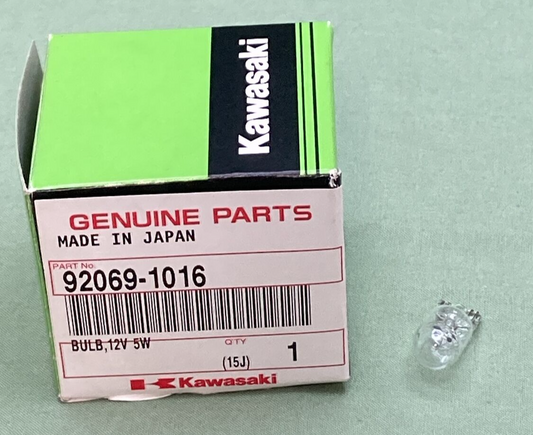 Kawasaki
GENUINE PARTS
MADE IN JAPAN
PART No.
92069-1016
BULB,12V 5W
Q'TY
(15J) 1
Kawasaki